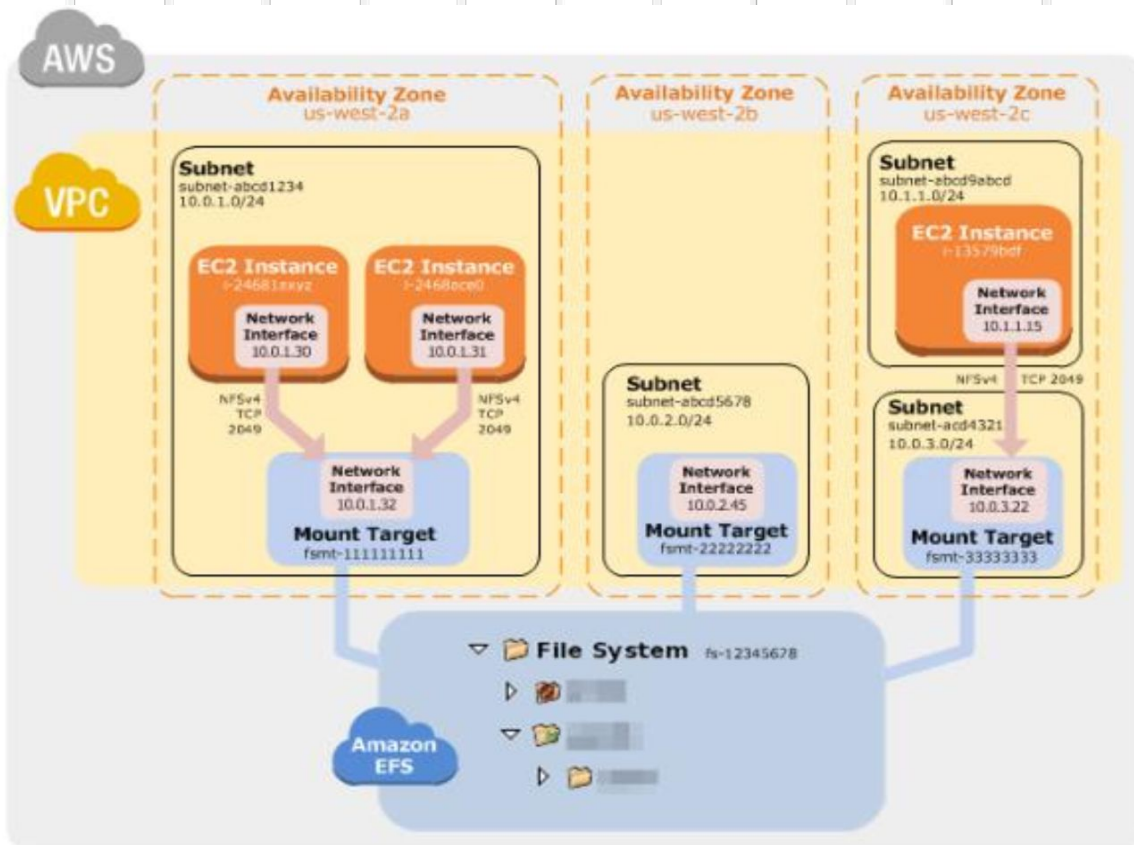 AWS
Availability Zone
us-west-2a
Availability Zone
us-west-2b
Availability Zone
us-west-2c
VPC
Subnet
subnet-abcd1234
10.0.1.0/24
EC2 Instance
Network
Interface
10.0.1.30
EC2 Instance
i-2468ace0
Network
Interface
10.0.1.31
NFSv4
TCP
2049
NFSv4
TCP
2049
Network
Interface
10.0.1.32
Mount Target
fsmt-111111111
Subnet
subnet-abcd5678
10.0.2.0/24
Network
Interface
10.0.2.45
Mount Target
fsmt-22222222
Subnet
subnet-abcd9abcd
10.1.1.0/24
EC2 Instance
i-13579bdf
Network
Interface
10.1.1.15
NFSv4 TCP 2049
Subnet
subnet-acd4321
10.0.3.0/24
Network
Interface
10.0.3.22
Mount Target
fsmt-33333333
File System fs-12345678
Amazon
EFS